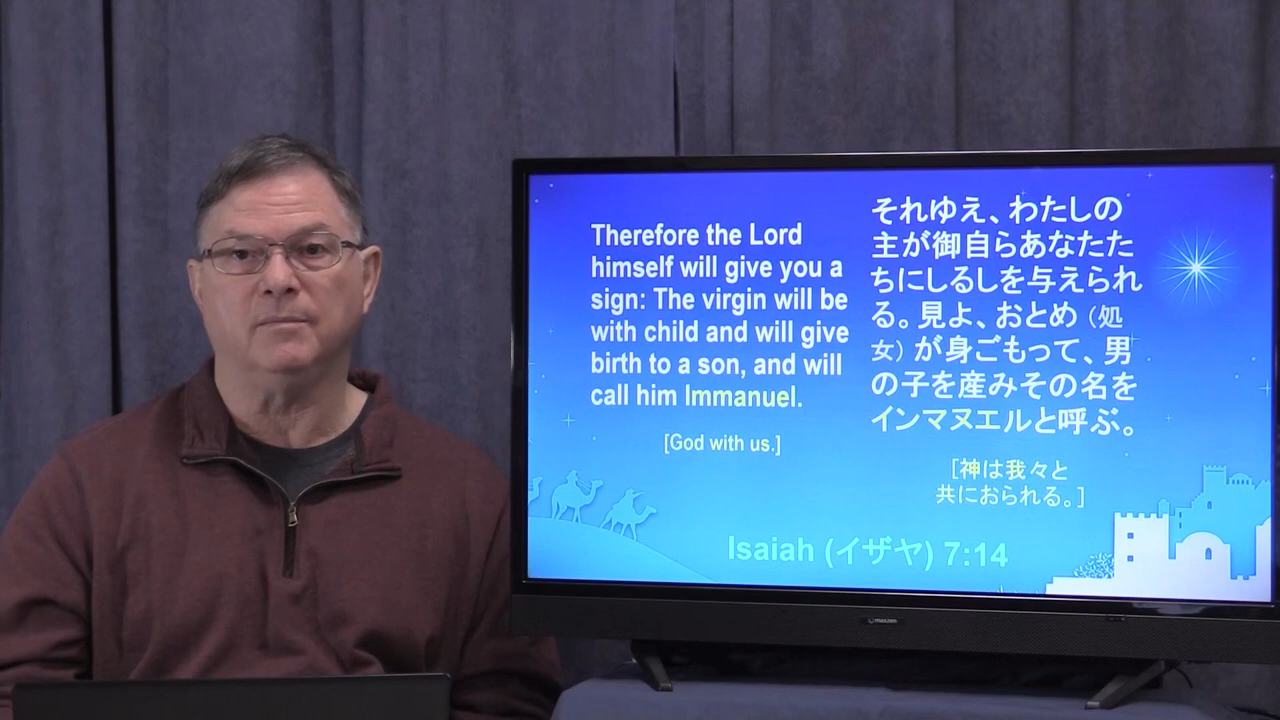 Therefore the Lord
himself will give you a
sign: The virgin will be
with child and will give
birth to a son, and will
call him Immanuel.
[God with us.]
それゆえ、わたしの
主が御自らあなたた
ちにしるしを与えられ
る。見よ、おとめ（処
女）が身ごもって、男
の子を産みその名を
インマヌエルと呼ぶ。
[神は我々と
共におられる。]
Isaiah (イザヤ) 7:14
maxzen